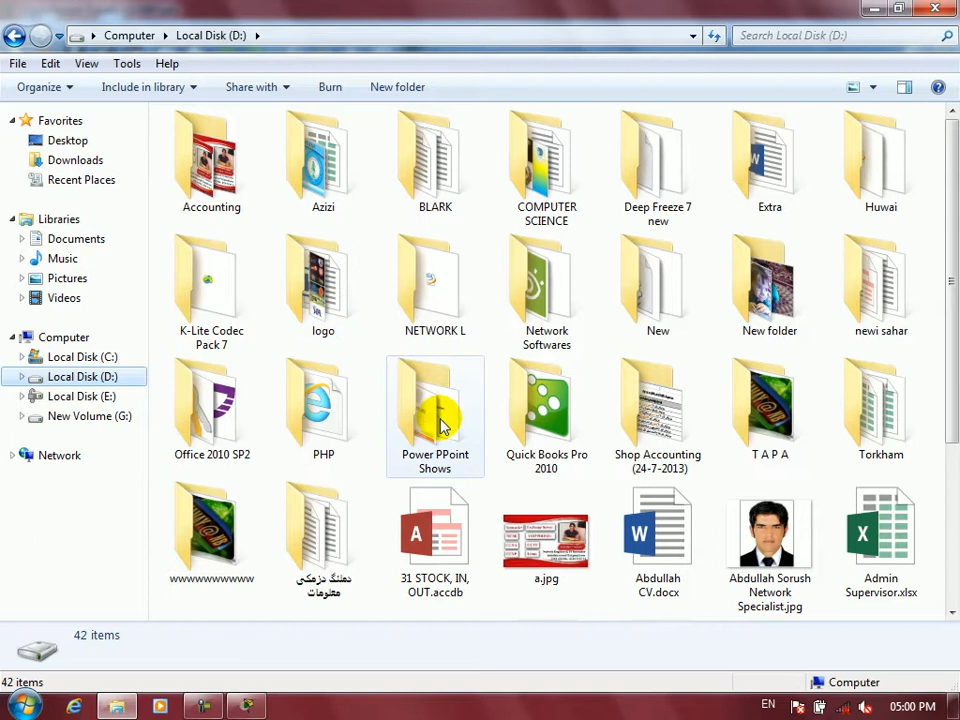 Computer
Local Disk (D:)
Search Local Disk (D:)
File
Edit
View
Tools
Help
Organize
Include in library
Share with
Burn
New folder
Favorites
Desktop
Downloads
Recent Places
Libraries
Documents
Music
Pictures
Videos
Computer
Local Disk (C:)
Local Disk (D:)
Local Disk (E:)
New Volume (G:)
Network
Accounting
Azizi
BLARK
COMPUTER
SCIENCE
Deep Freeze 7
new
Extra
Huwai
K-Lite Codec
Pack 7
logo
NETWORK L
Network
Softwares
New
New folder
newi sahar
Office 2010 SP2
PHP
Power PPoint
Shows
Quick Books Pro
2010
Shop Accounting
(24-7-2013)
T A P A
Torkham
wwwwwwwwww
معلومات
31 STOCK, IN,
OUT.accdb
a.jpg
Abdullah
CV.docx
Abdullah Sorush
Network
Specialist.jpg
Admin
Supervisor.xlsx
42 items
42 items
Computer
EN
05:00 PM